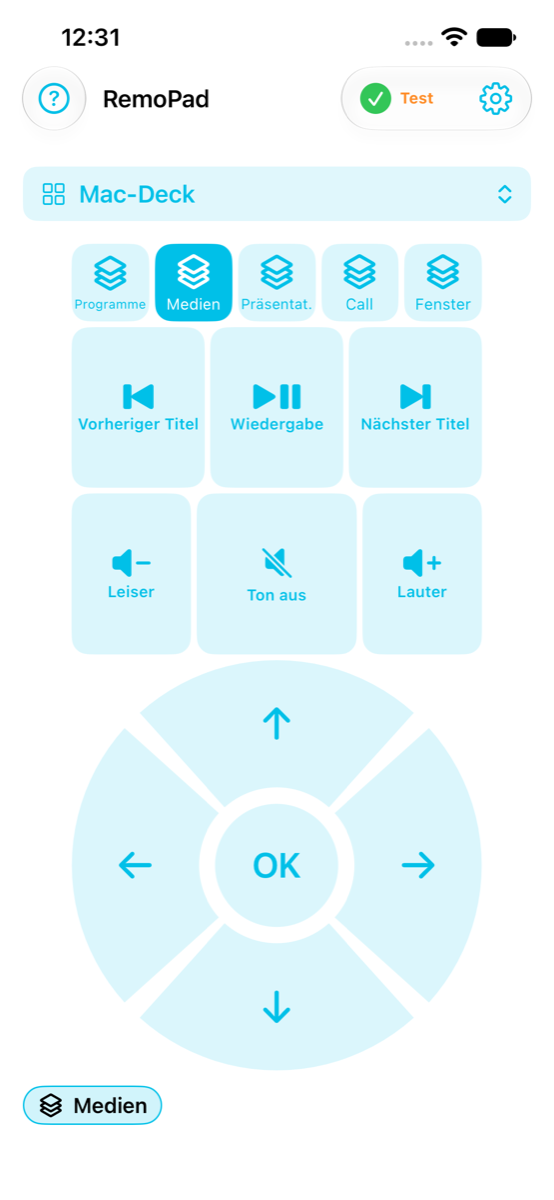 12:31
? RemoPad Test
Mac-Deck
Programme Medien Präsentat. Call Fenster
Vorheriger Titel Wiedergabe Nächster Titel
Leiser Ton aus Lauter
OK
Medien